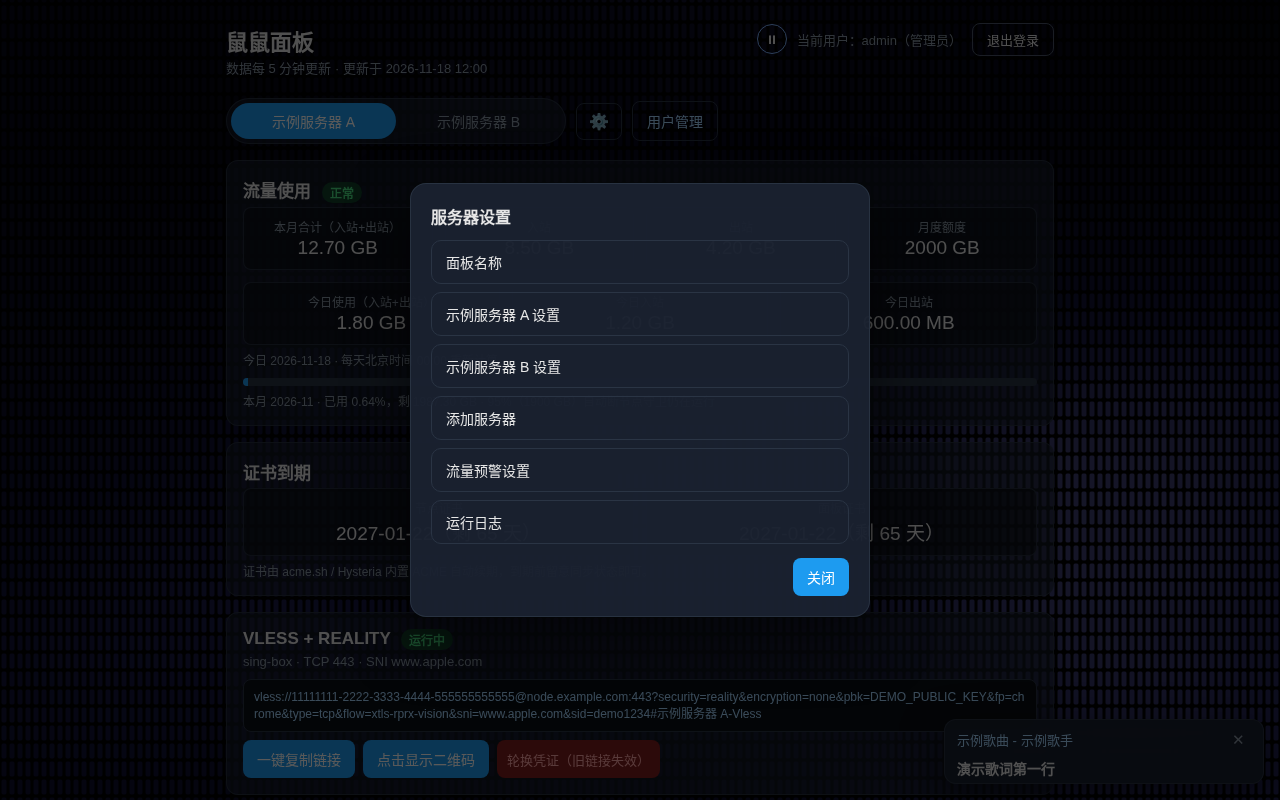 鼠鼠面板
数据每 5 分钟更新 · 更新于 2026-11-18 12:00
当前用户：admin（管理员）
退出登录
示例服务器 A
示例服务器 B
用户管理
流量使用 正常
本月合计（入站+出站）
12.70 GB
8.50 GB
4.20 GB
月度额度
2000 GB
今日使用（入站+出
1.80 GB
1.20 GB
今日出站
600.00 MB
今日 2026-11-18 · 每天北京时间
本月 2026-11 · 已用 0.64%，剩
服务器设置
面板名称
示例服务器 A 设置
示例服务器 B 设置
添加服务器
流量预警设置
运行日志
关闭
证书到期
2027-01-
65 天）
证书由 acme.sh / Hysteria 内置
VLESS + REALITY 运行中
sing-box · TCP 443 · SNI www.apple.com
vless://11111111-2222-3333-4444-555555555555@node.example.com:443?security=reality&encryption=none&pbk=DEMO_PUBLIC_KEY&fp=ch
rome&type=tcp&flow=xtls-rprx-vision&sni=www.apple.com&sid=demo1234#示例服务器 A-Vless
一键复制链接
点击显示二维码
轮换凭证（旧链接失效）
示例歌曲 - 示例歌手
演示歌词第一行